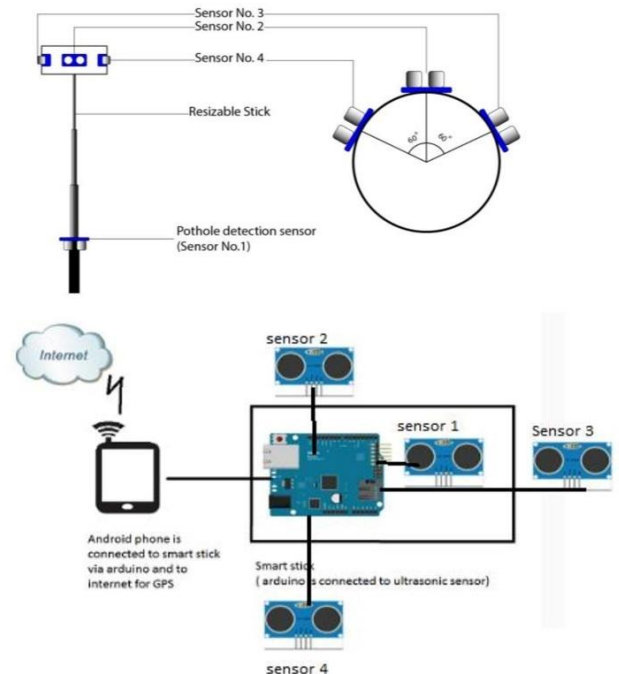 Sensor No. 3
Sensor No. 2
Sensor No. 4
Resizable Stick
60°
60°
Pothole detection sensor
(Sensor No.1)
sensor 2
Internet
sensor 1
Sensor 3
Android phone is
connected to smart stick
via arduino and to
internet for GPS
Smart stick
( arduino is connected to ultrasonic sensor)
sensor 4